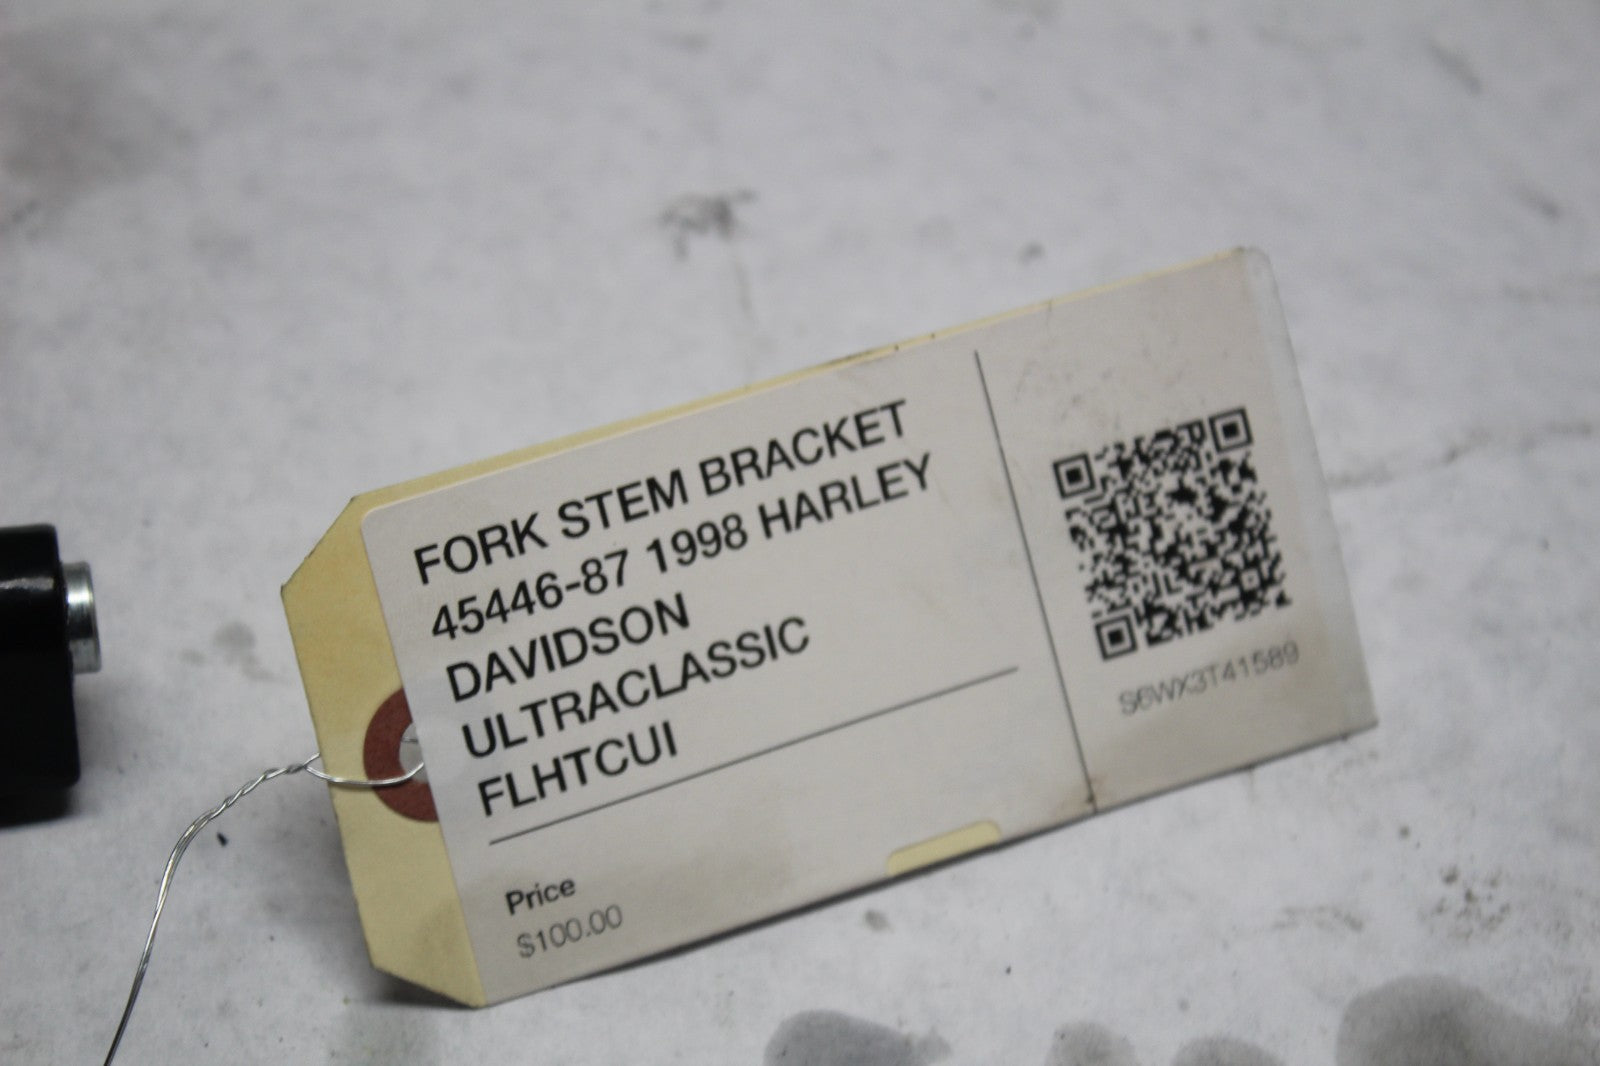 FORK STEM BRACKET
45446-87 1998 HARLEY
DAVIDSON
ULTRACLASSIC
FLHTCUI
Price
$100.00
S6WX3T41589